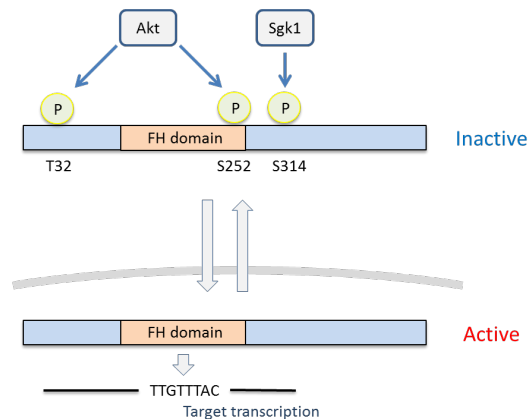 Akt Sgk1
P P P
FH domain
T32 S252 S314
Inactive
FH domain
Active
TTGTTTAC
Target transcription